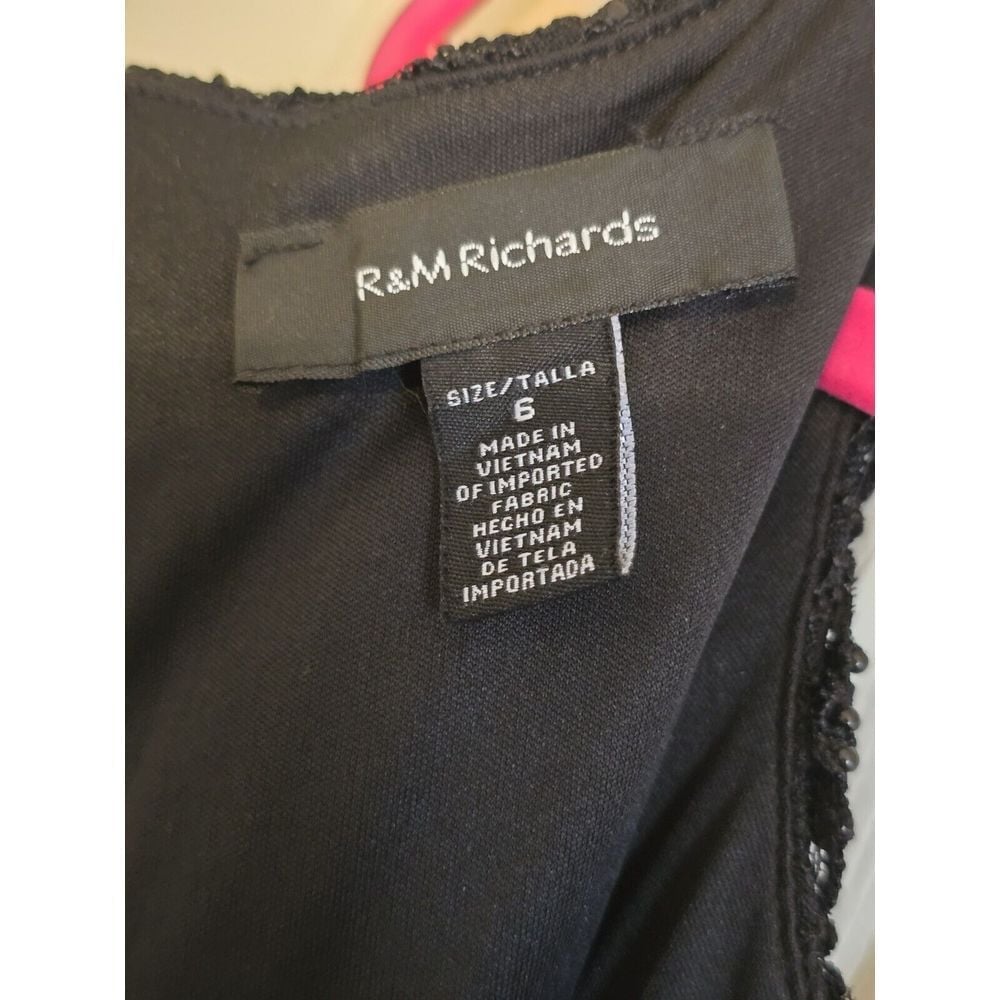 R&M Richards
SIZE/TALLA
6
MADE IN
VIETNAM
OF IMPORTED
FABRIC
HECHO EN
VIETNAM
DE TELA
IMPORTADA